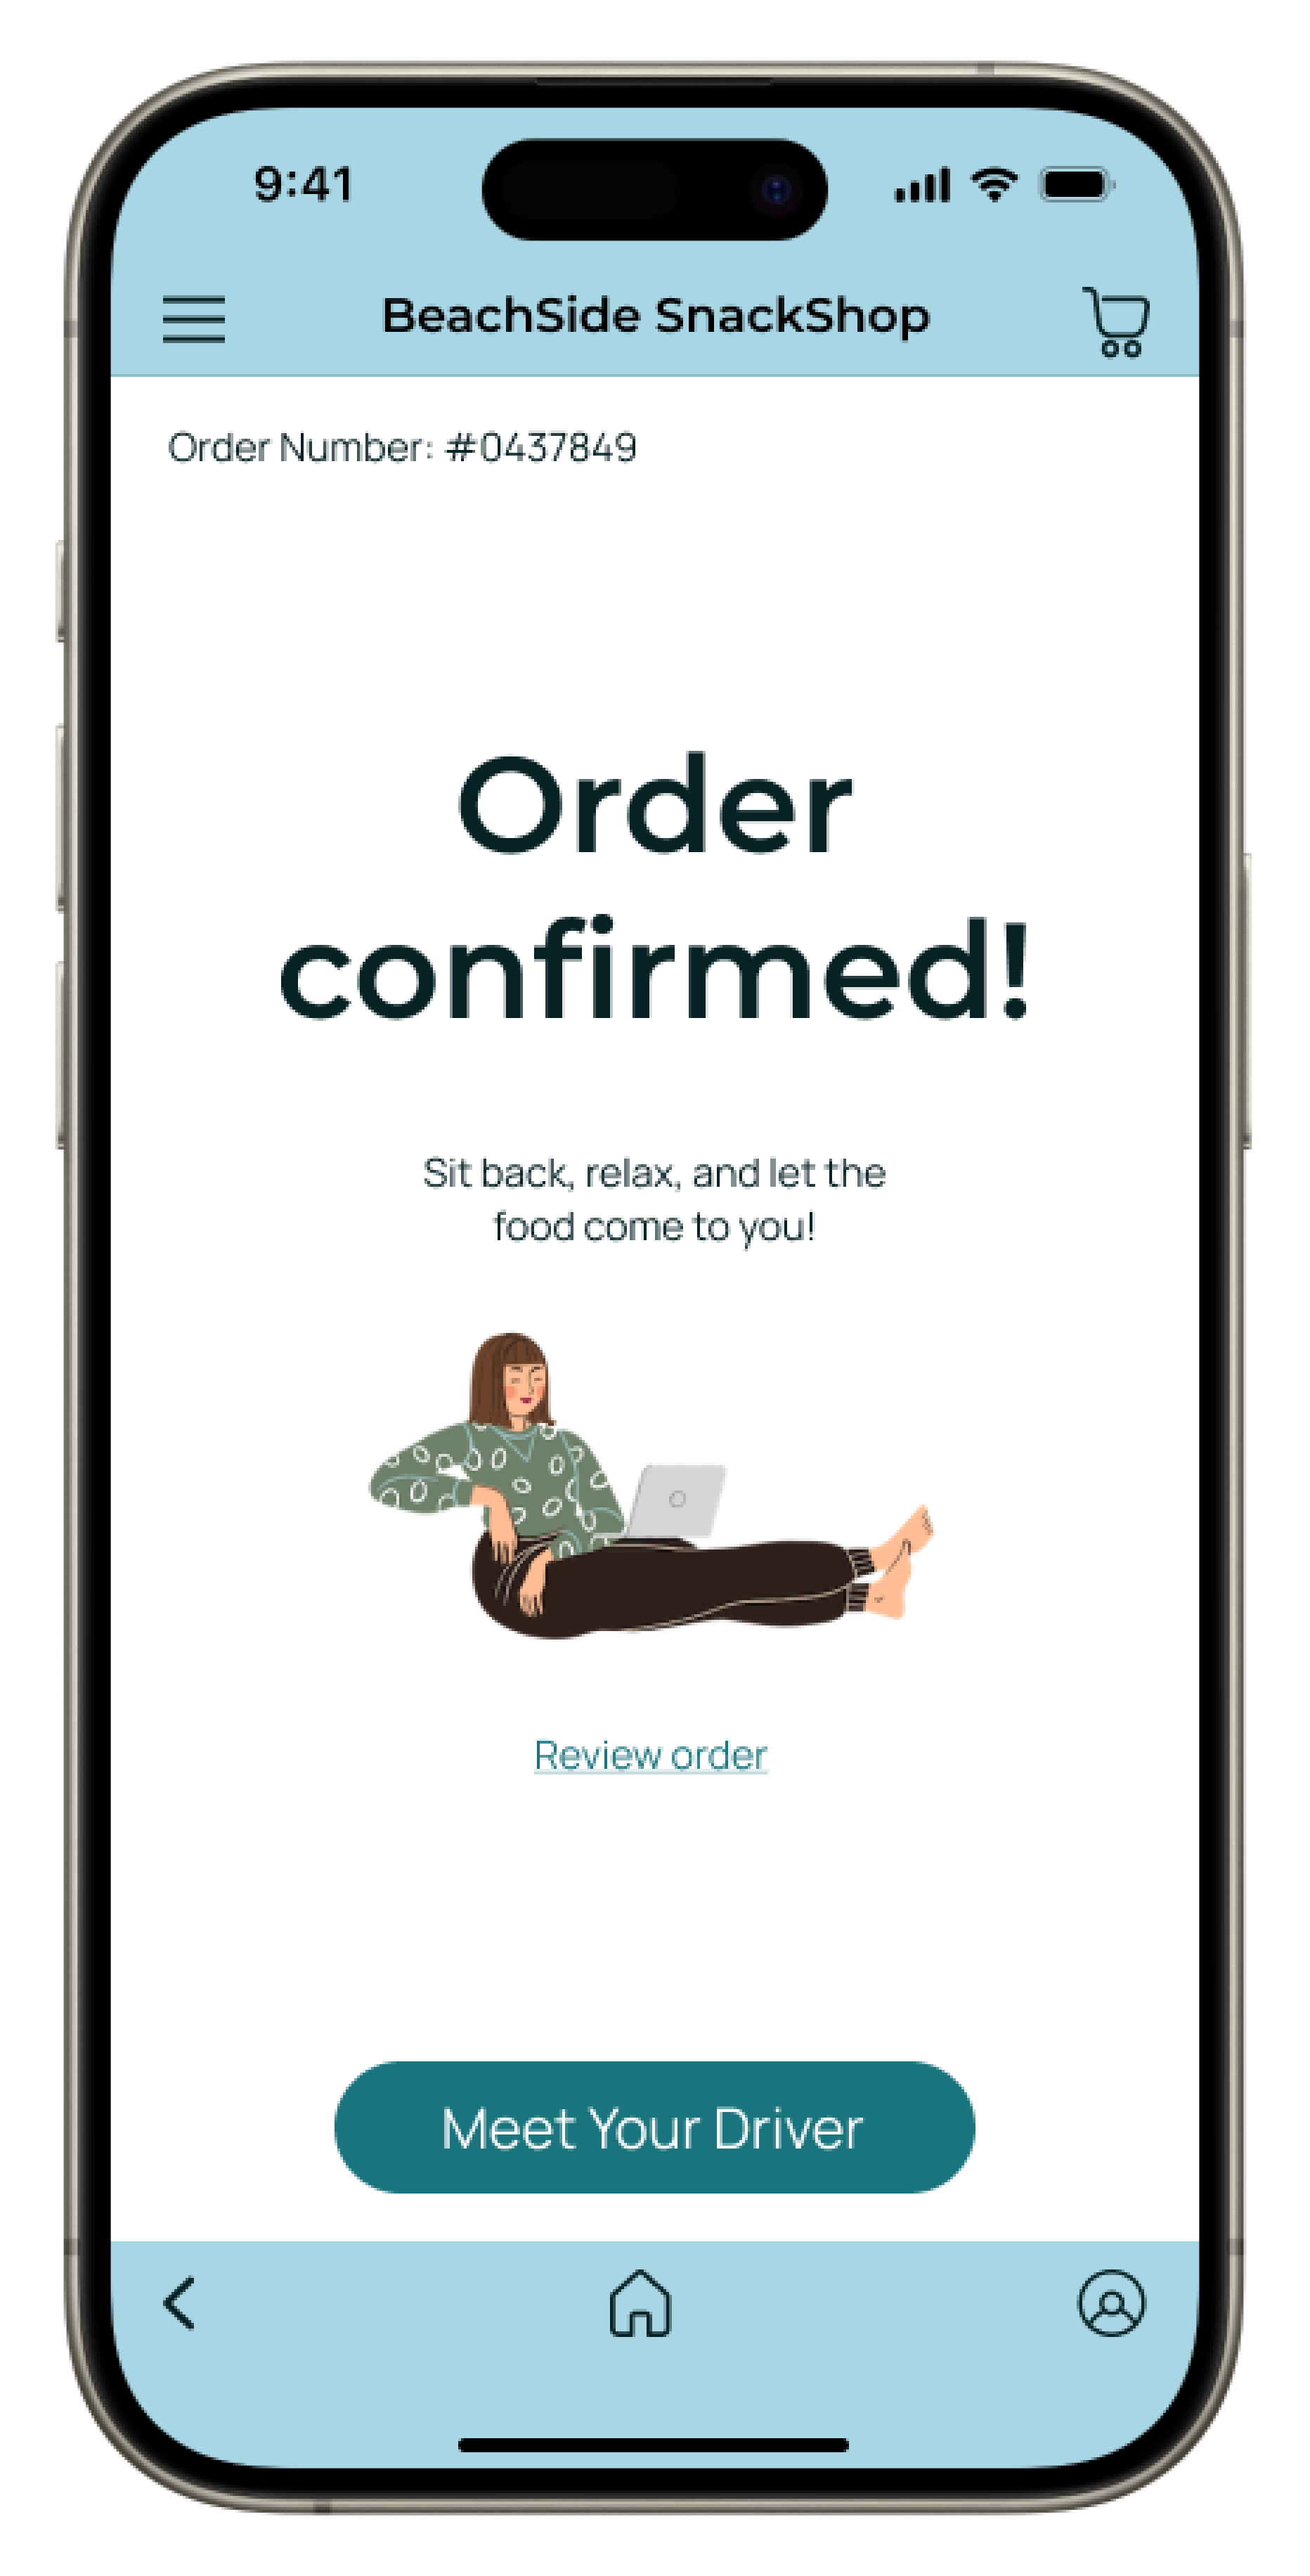 9:41
BeachSide SnackShop
Order Number: #0437849
Order
confirmed!
Sit back, relax, and let the
food come to you!
Review order
Meet Your Driver